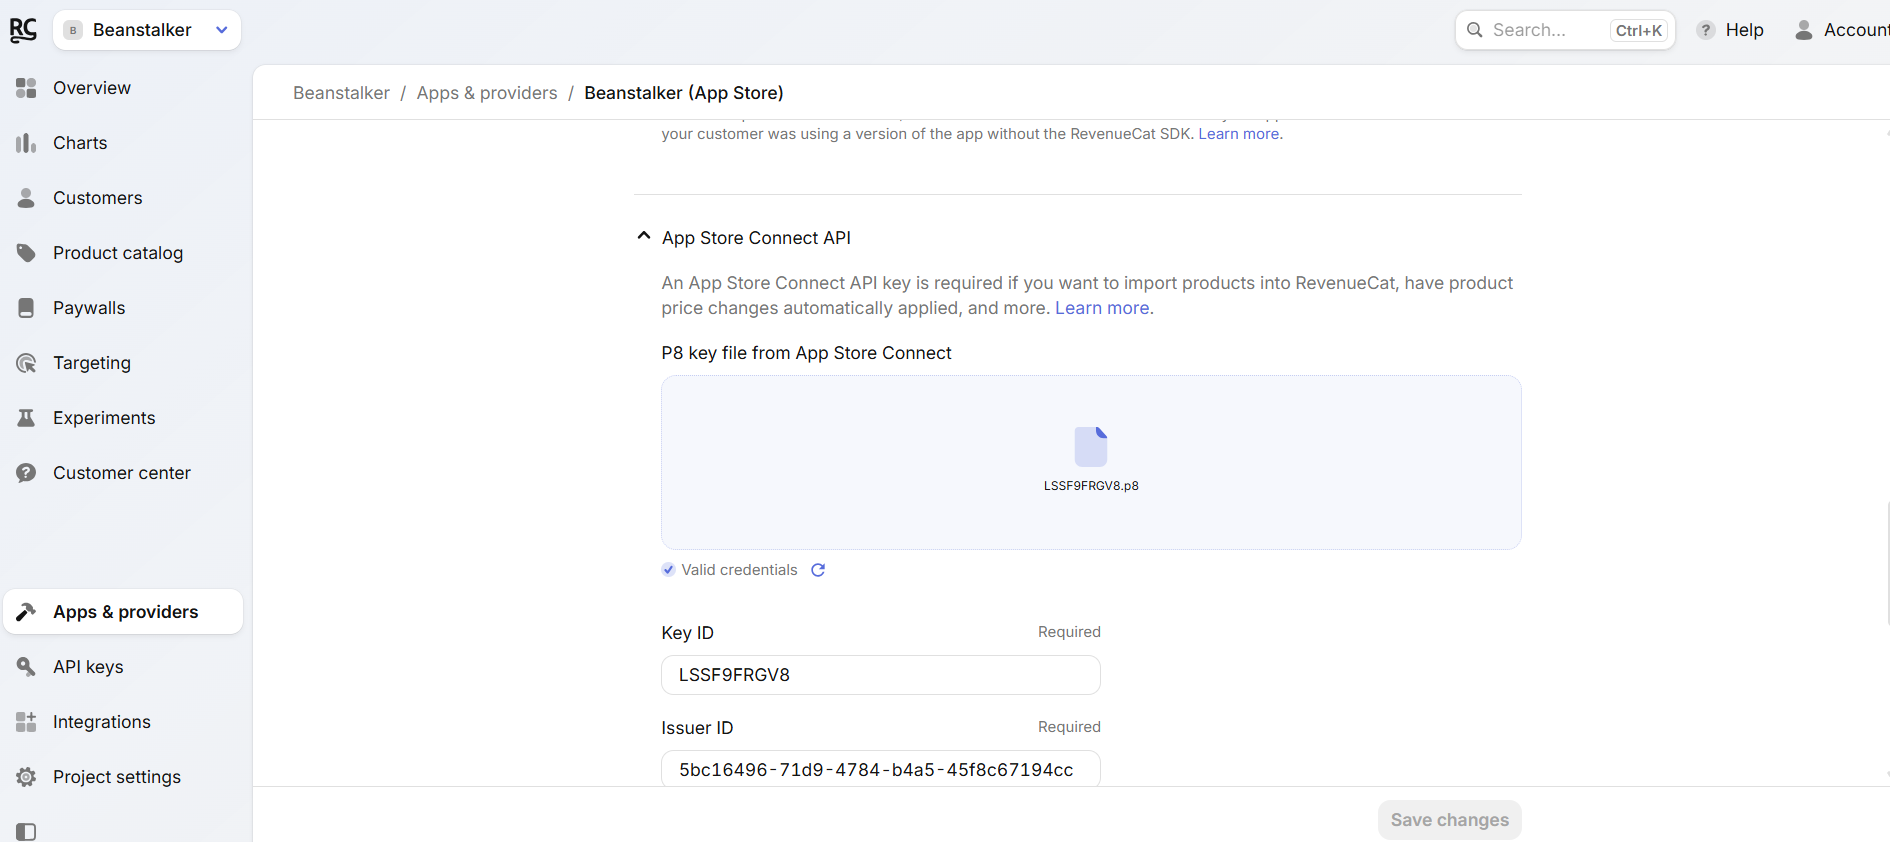 RC
B Beanstalker
Search... Ctrl+K
? Help
Account
Overview
Charts
Customers
Product catalog
Paywalls
Targeting
Experiments
Customer center
Apps & providers
API keys
Integrations
Project settings
Beanstalker / Apps & providers / Beanstalker (App Store)
your customer was using a version of the app without the RevenueCat SDK. Learn more.
App Store Connect API
An App Store Connect API key is required if you want to import products into RevenueCat, have product
price changes automatically applied, and more. Learn more.
P8 key file from App Store Connect
LSSF9FRGV8.p8
Valid credentials
Key ID Required
LSSF9FRGV8
Issuer ID Required
5bc16496-71d9-4784-b4a5-45f8c67194cc
Save changes